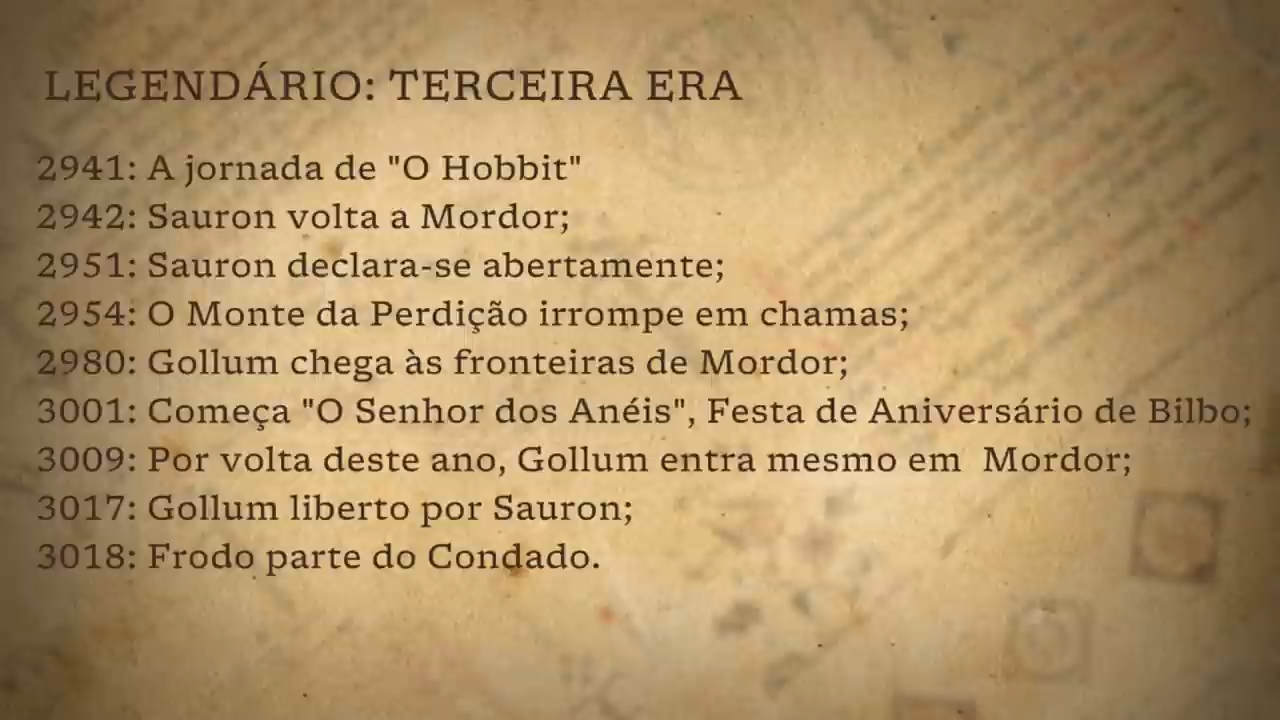 LEGENDÁRIO: TERCEIRA ERA
2941: A jornada de "O Hobbit"
2942: Sauron volta a Mordor;
2951: Sauron declara-se abertamente;
2954: O Monte da Perdição irrompe em chamas;
2980: Gollum chega às fronteiras de Mordor;
3001: Começa "O Senhor dos Anéis", Festa de Aniversário de Bilbo;
3009: Por volta deste ano, Gollum entra mesmo em  Mordor;
3017: Gollum liberto por Sauron;
3018: Frodo parte do Condado.